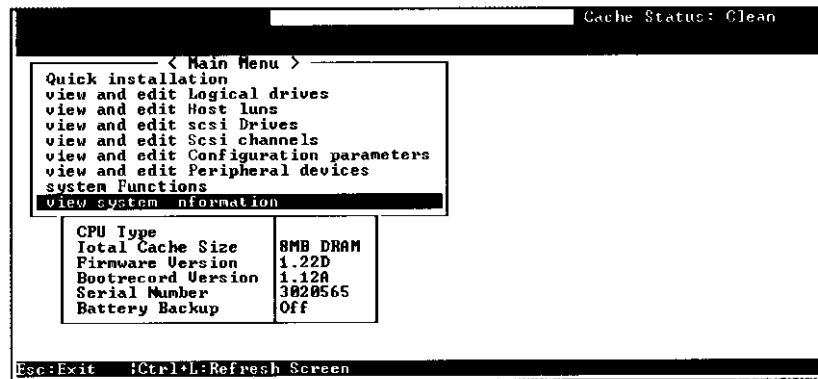 Cache Status: Clean
< Main Menu >
Quick installation
view and edit Logical drives
view and edit Host luns
view and edit scsi Drives
view and edit Scsi channels
view and edit Configuration parameters
view and edit Peripheral devices
system Functions
view system nformation
CPU Type
Total Cache Size 8MB DRAM
Firmware Version 1.22D
Bootrecord Version 1.12A
Serial Number 3020565
Battery Backup Off
Esc:Exit ¦Ctrl+L:Refresh Screen